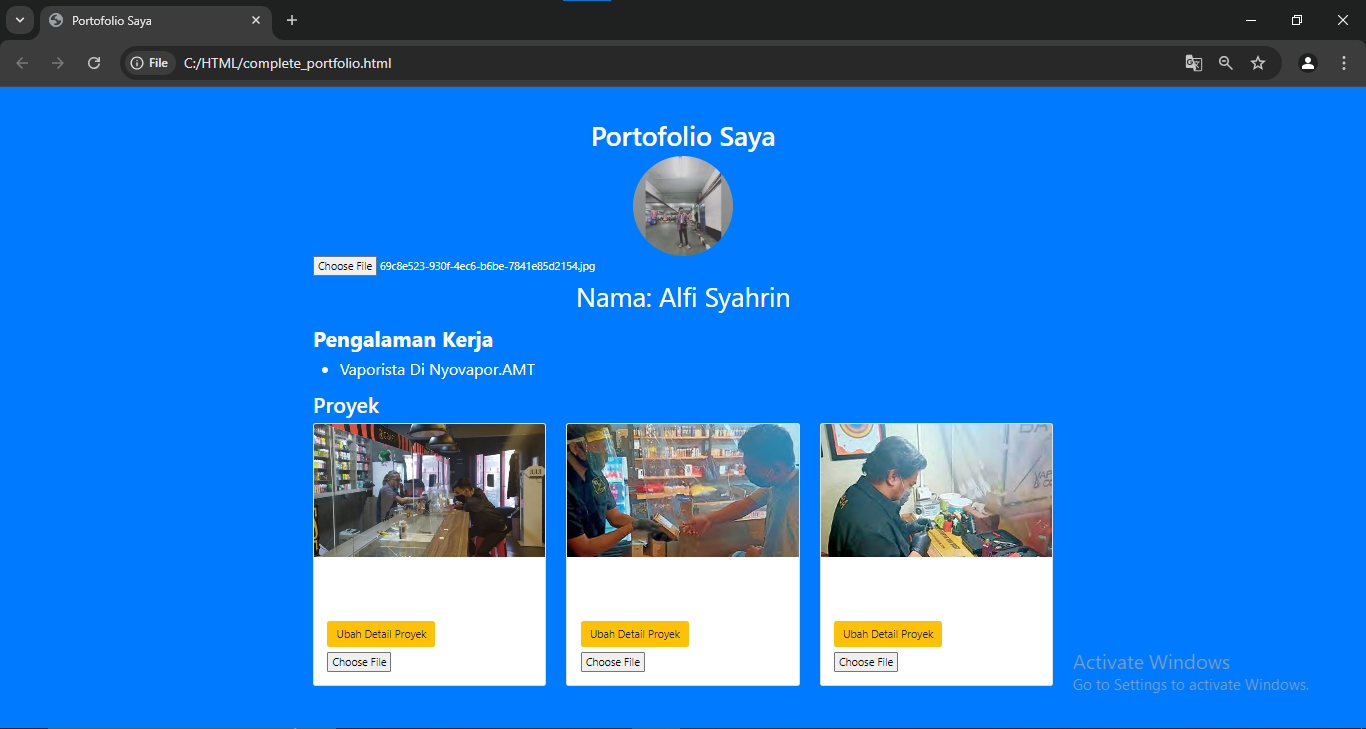 Portofolio Saya
File C:/HTML/complete_portfolio.html
Portofolio Saya
Choose File 69c8e523-930f-4ec6-b6be-7841e85d2154.jpg
Nama: Alfi Syahrin
Pengalaman Kerja
Vaporista Di Nyovapor.AMT
Proyek
Ubah Detail Proyek
Choose File
Ubah Detail Proyek
Choose File
Ubah Detail Proyek
Choose File
Activate Windows
Go to Settings to activate Windows.